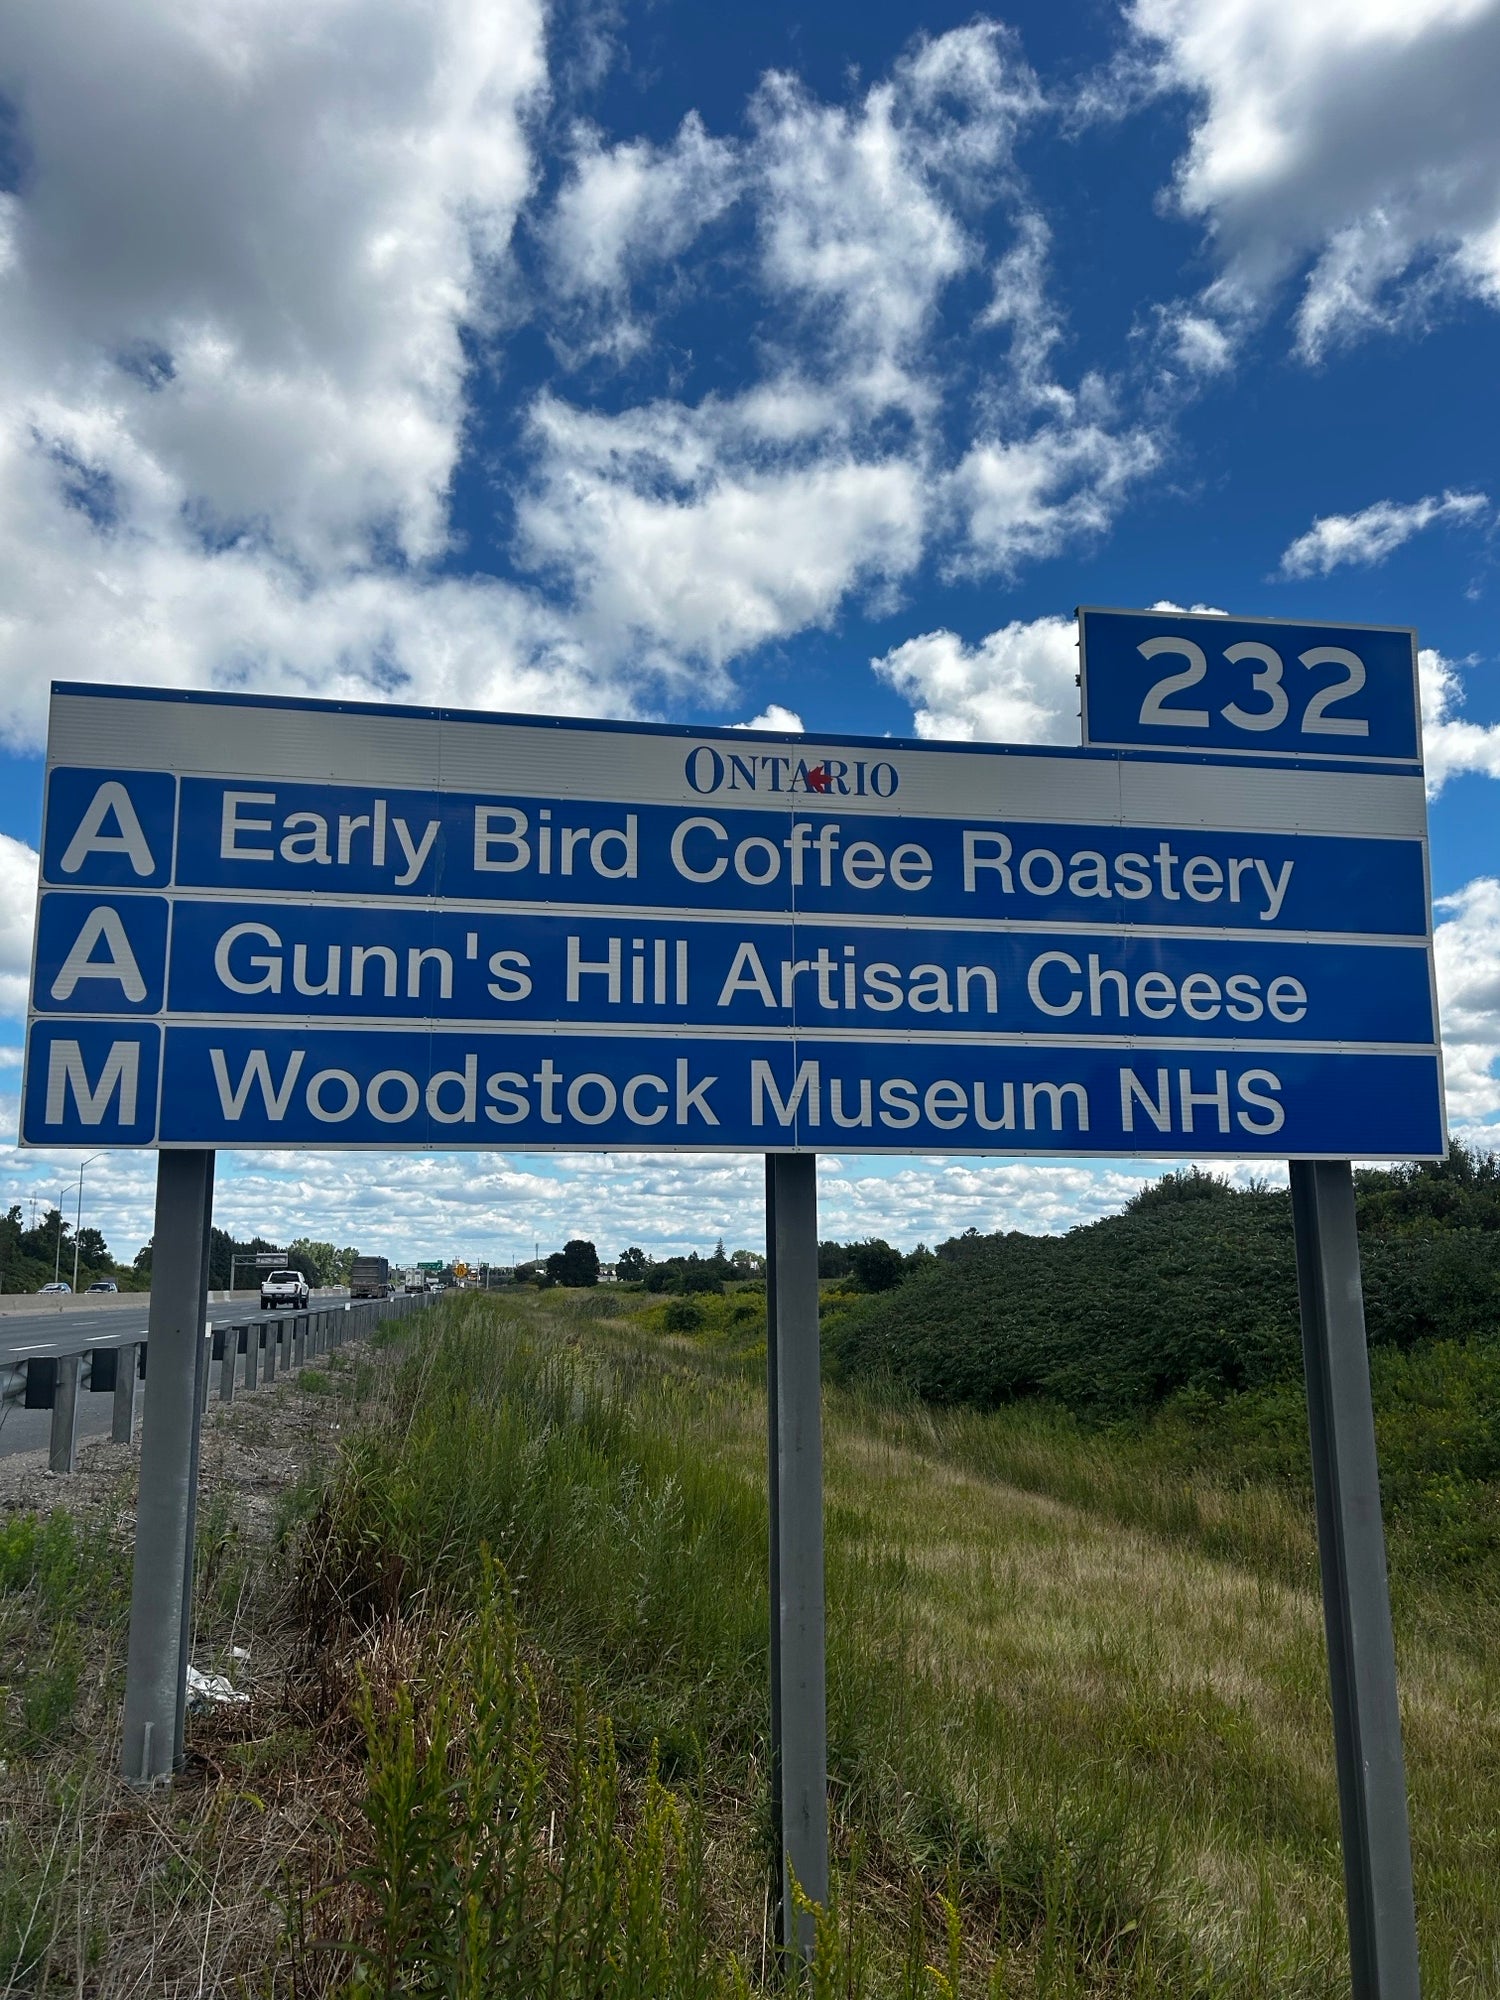 232
ONTARIO
A Early Bird Coffee Roastery
A Gunn's Hill Artisan Cheese
M Woodstock Museum NHS